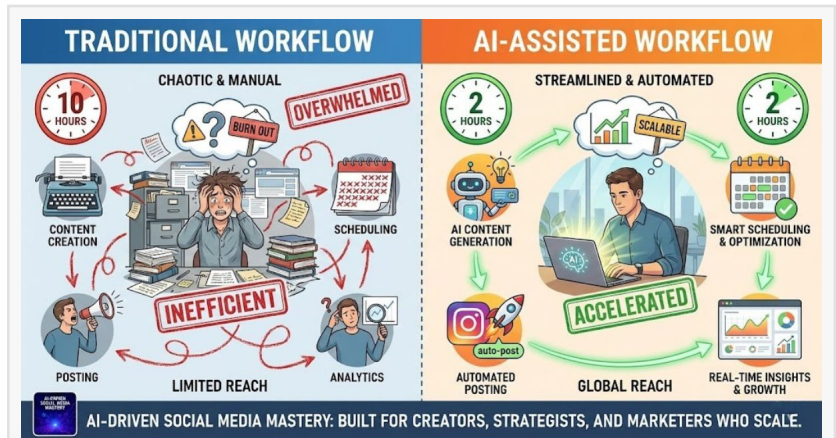 TRADITIONAL WORKFLOW
CHAOTIC & MANUAL
10
HOURS
OVERWHELMED
BURN OUT
CONTENT
CREATION
SCHEDULING
INEFFICIENT
POSTING
LIMITED REACH
ANALYTICS
AI-ASSISTED WORKFLOW
STREAMLINED & AUTOMATED
2
HOURS
SCALABLE
2
HOURS
AI CONTENT
GENERATION
AI
SMART SCHEDULING
& OPTIMIZATION
ACCELERATED
auto-post
AUTOMATED
POSTING
GLOBAL REACH
REAL-TIME INSIGHTS
& GROWTH
AI-DRIVEN
SOCIAL MEDIA
MASTERY
AI-DRIVEN SOCIAL MEDIA MASTERY: BUILT FOR CREATORS, STRATEGISTS, AND MARKETERS WHO SCALE.